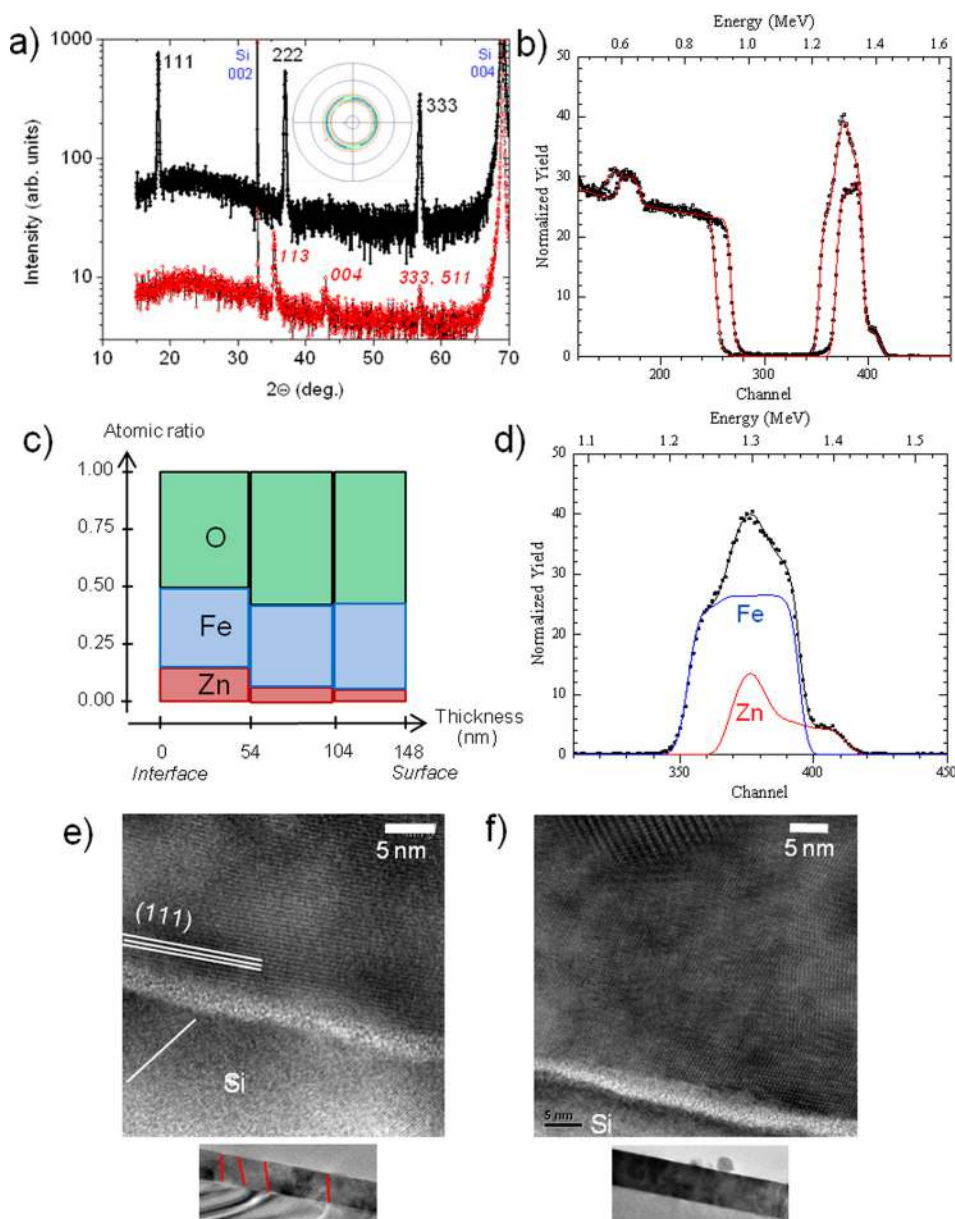 a)
1000
100
10
Intensity (arb. units)
111
Si
002
222
333
Si
004
113
004
333, 511
10 20 30 40 50 60 70
2Θ (deg.)
b)
Energy (MeV)
0.6 0.8 1.0 1.2 1.4 1.6
50
40
30
20
10
0
Normalized Yield
200 300 400
Channel
c)
Atomic ratio
1.00
0.75
0.50
0.25
0.00
O
Fe
Zn
Thickness
(nm)
0 54 104 148
Interface Surface
d)
Energy (MeV)
1.1 1.2 1.3 1.4 1.5
50
40
30
20
10
0
Normalized Yield
Fe
Zn
350 400 450
Channel
e)
5 nm
(111)
Si
f)
5 nm
5 nm
Si